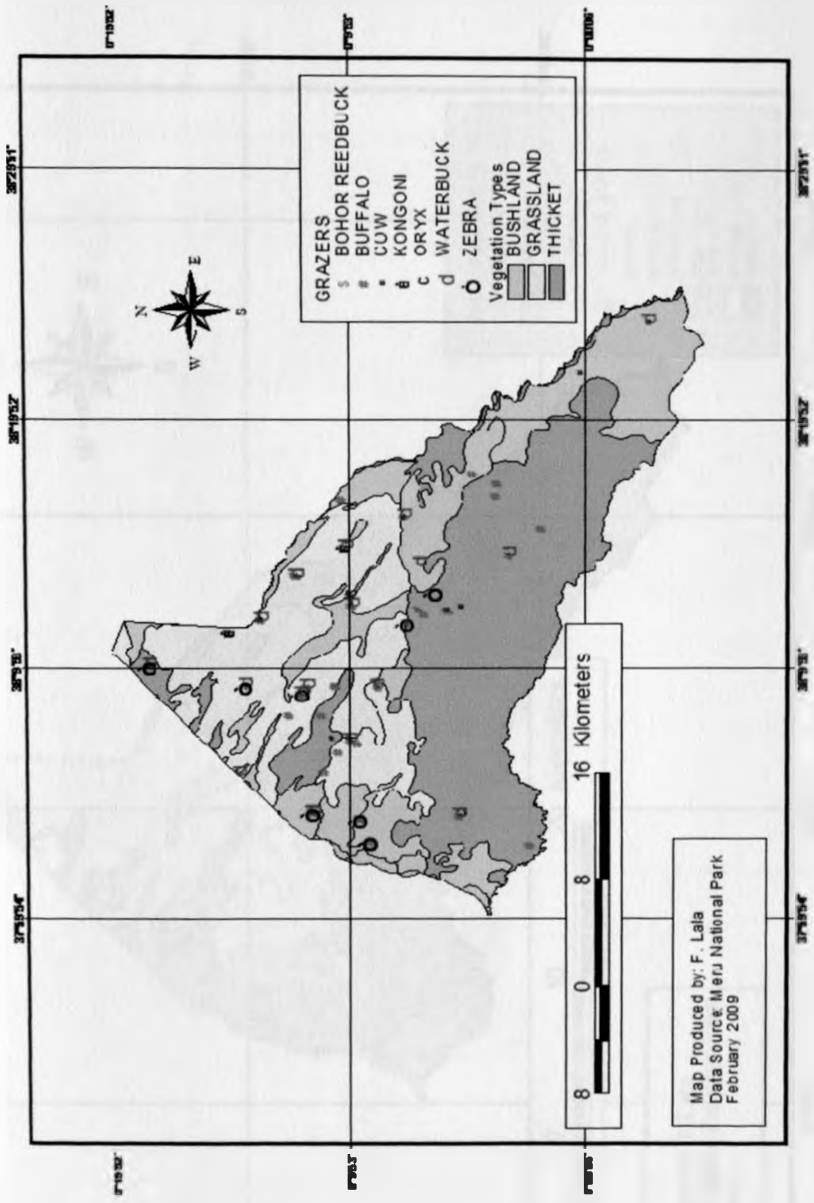 N
W
E
S
GRAZERS
BOHOR REEDBUCK
BUFFALO
COW
KONGONI
ORYX
WATERBUCK
ZEBRA
Vegetation Types
BUSHLAND
GRASSLAND
THICKET
8 0 8 16 Kilometers
Map Produced by: F. Lala
Data Source: Meru National Park
February 2009